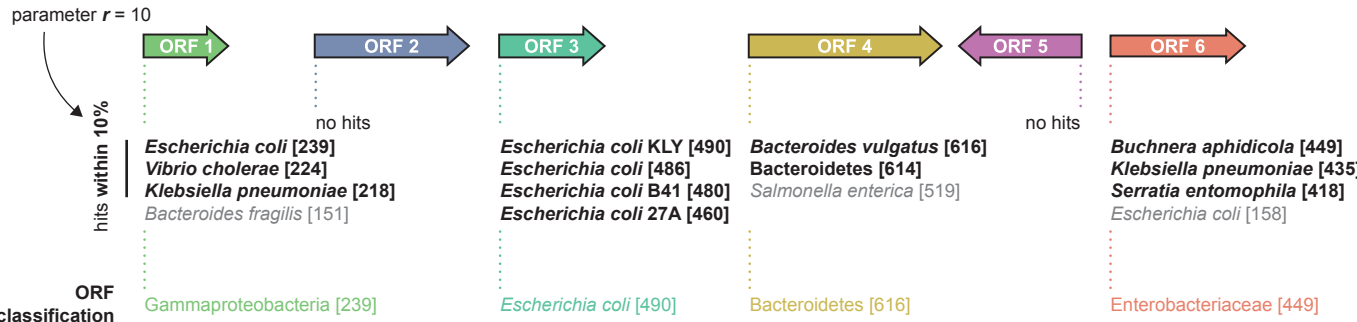 parameter r = 10
ORF 1
ORF 2
ORF 3
ORF 4
ORF 5
ORF 6
hits within 10%
no hits
no hits
Escherichia coli [239]
Vibrio cholerae [224]
Klebsiella pneumoniae [218]
Bacteroides fragilis [151]
Escherichia coli KLY [490]
Escherichia coli [486]
Escherichia coli B41 [480]
Escherichia coli 27A [460]
Bacteroides vulgatus [616]
Bacteroidetes [614]
Salmonella enterica [519]
Buchnera aphidicola [449]
Klebsiella pneumoniae [435]
Serratia entomophila [418]
Escherichia coli [158]
ORF
classification
Gammaproteobacteria [239]
Escherichia coli [490]
Bacteroidetes [616]
Enterobacteriaceae [449]